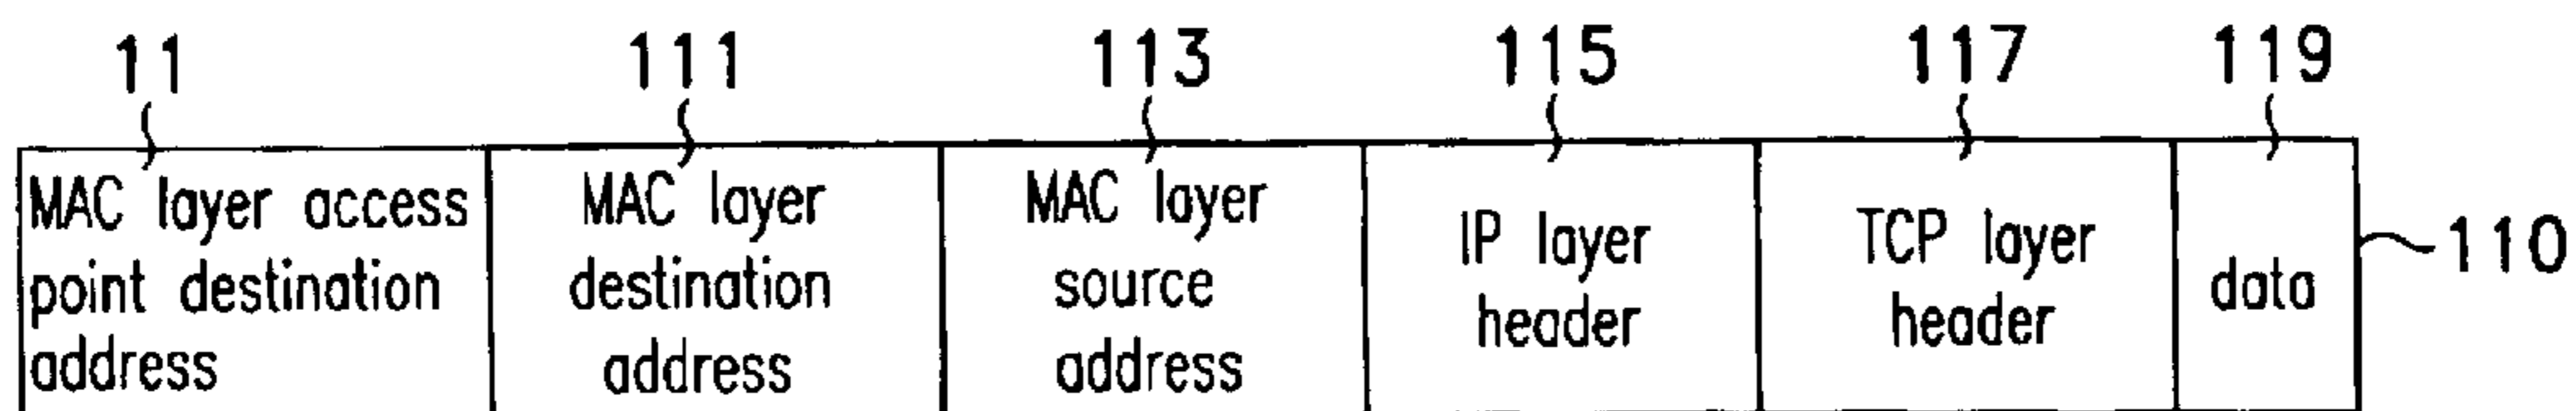 11 111 113 115 117 119
MAC layer access
point destination
address
MAC layer
destination
address
MAC layer
source
address
IP layer
header
TCP layer
header
data
110